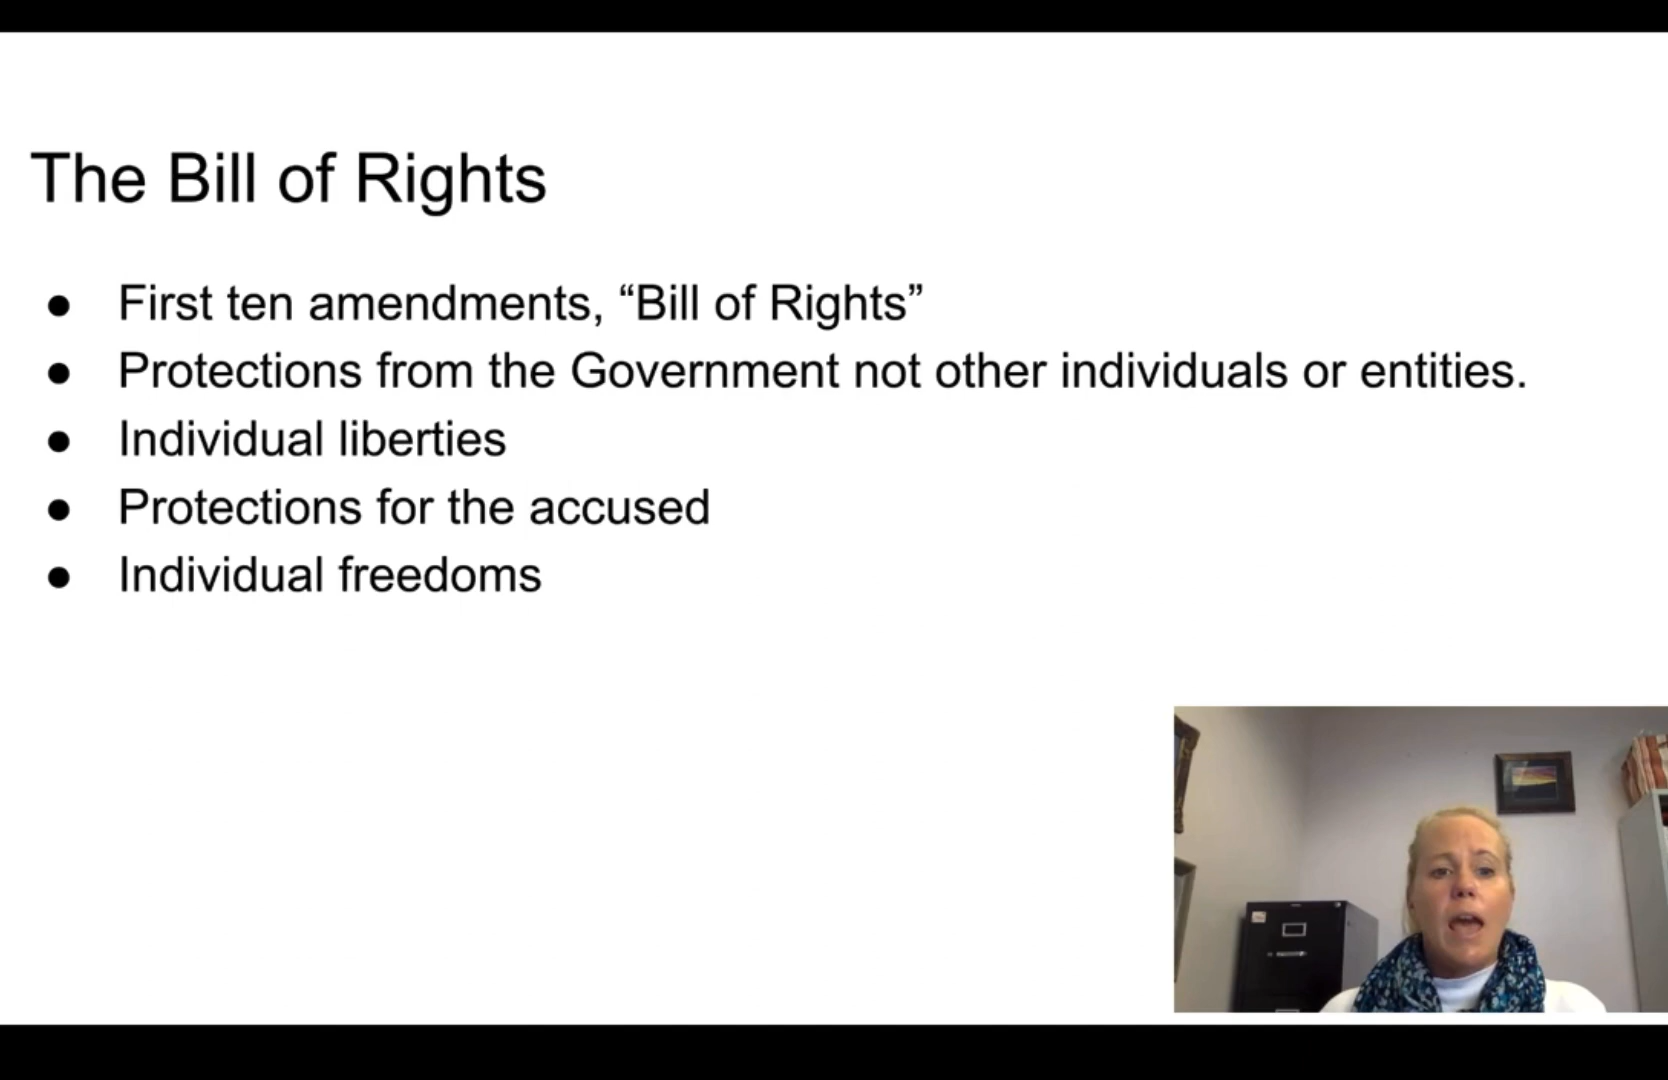 The Bill of Rights
● First ten amendments, “Bill of Rights”
● Protections from the Government not other individuals or entities.
● Individual liberties
● Protections for the accused
● Individual freedoms